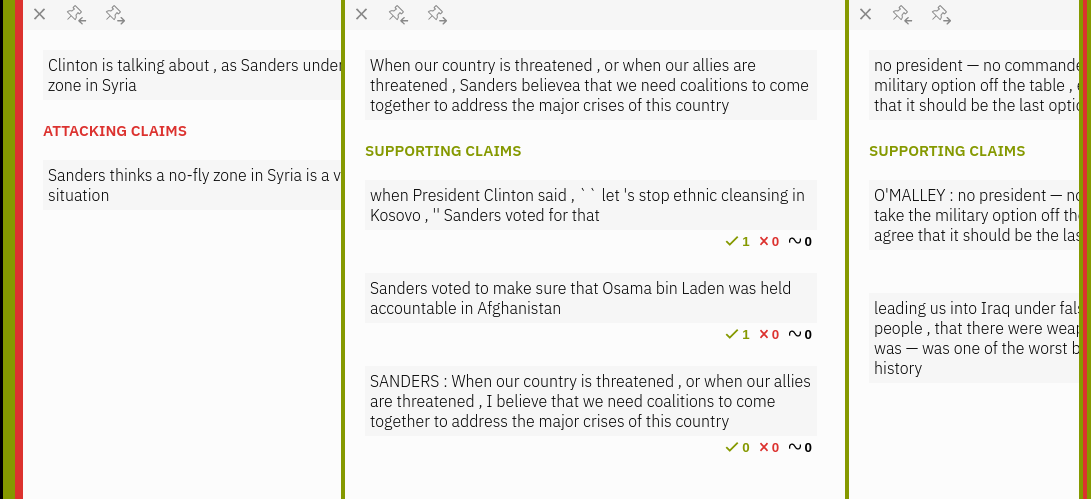 Clinton is talking about , as Sanders under
zone in Syria
ATTACKING CLAIMS
Sanders thinks a no-fly zone in Syria is a v
situation
When our country is threatened , or when our allies are
threatened , Sanders believea that we need coalitions to come
together to address the major crises of this country
SUPPORTING CLAIMS
when President Clinton said , ` ` let 's stop ethnic cleansing in
Kosovo , '' Sanders voted for that
✓ 1 ✕ 0 ~ 0
Sanders voted to make sure that Osama bin Laden was held
accountable in Afghanistan
✓ 1 ✕ 0 ~ 0
SANDERS : When our country is threatened , or when our allies
are threatened , I believe that we need coalitions to come
together to address the major crises of this country
✓ 0 ✕ 0 ~ 0
no president — no commande
military option off the table , e
that it should be the last optic
SUPPORTING CLAIMS
O'MALLEY : no president — no
take the military option off th
agree that it should be the las
leading us into Iraq under fals
people , that there were weap
was — was one of the worst b
history